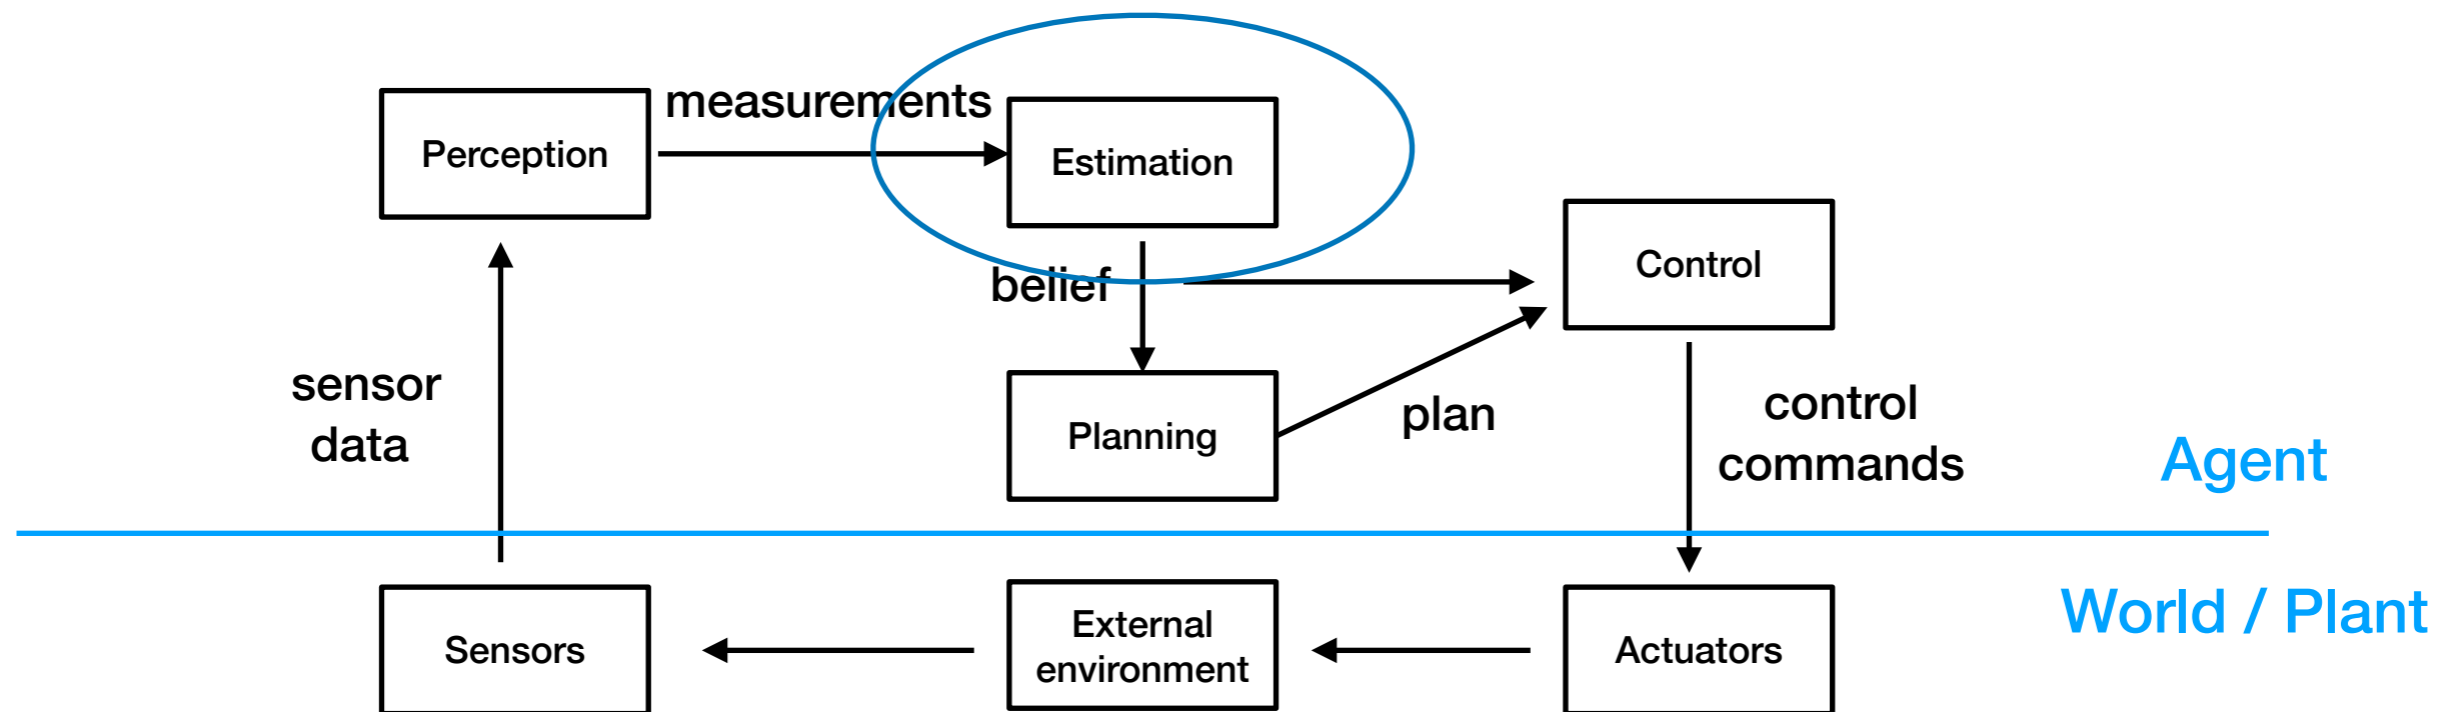 measurements
Perception
Estimation
Control
belief
sensor
data
plan
control
commands
Planning
Agent
World / Plant
Sensors
External
environment
Actuators